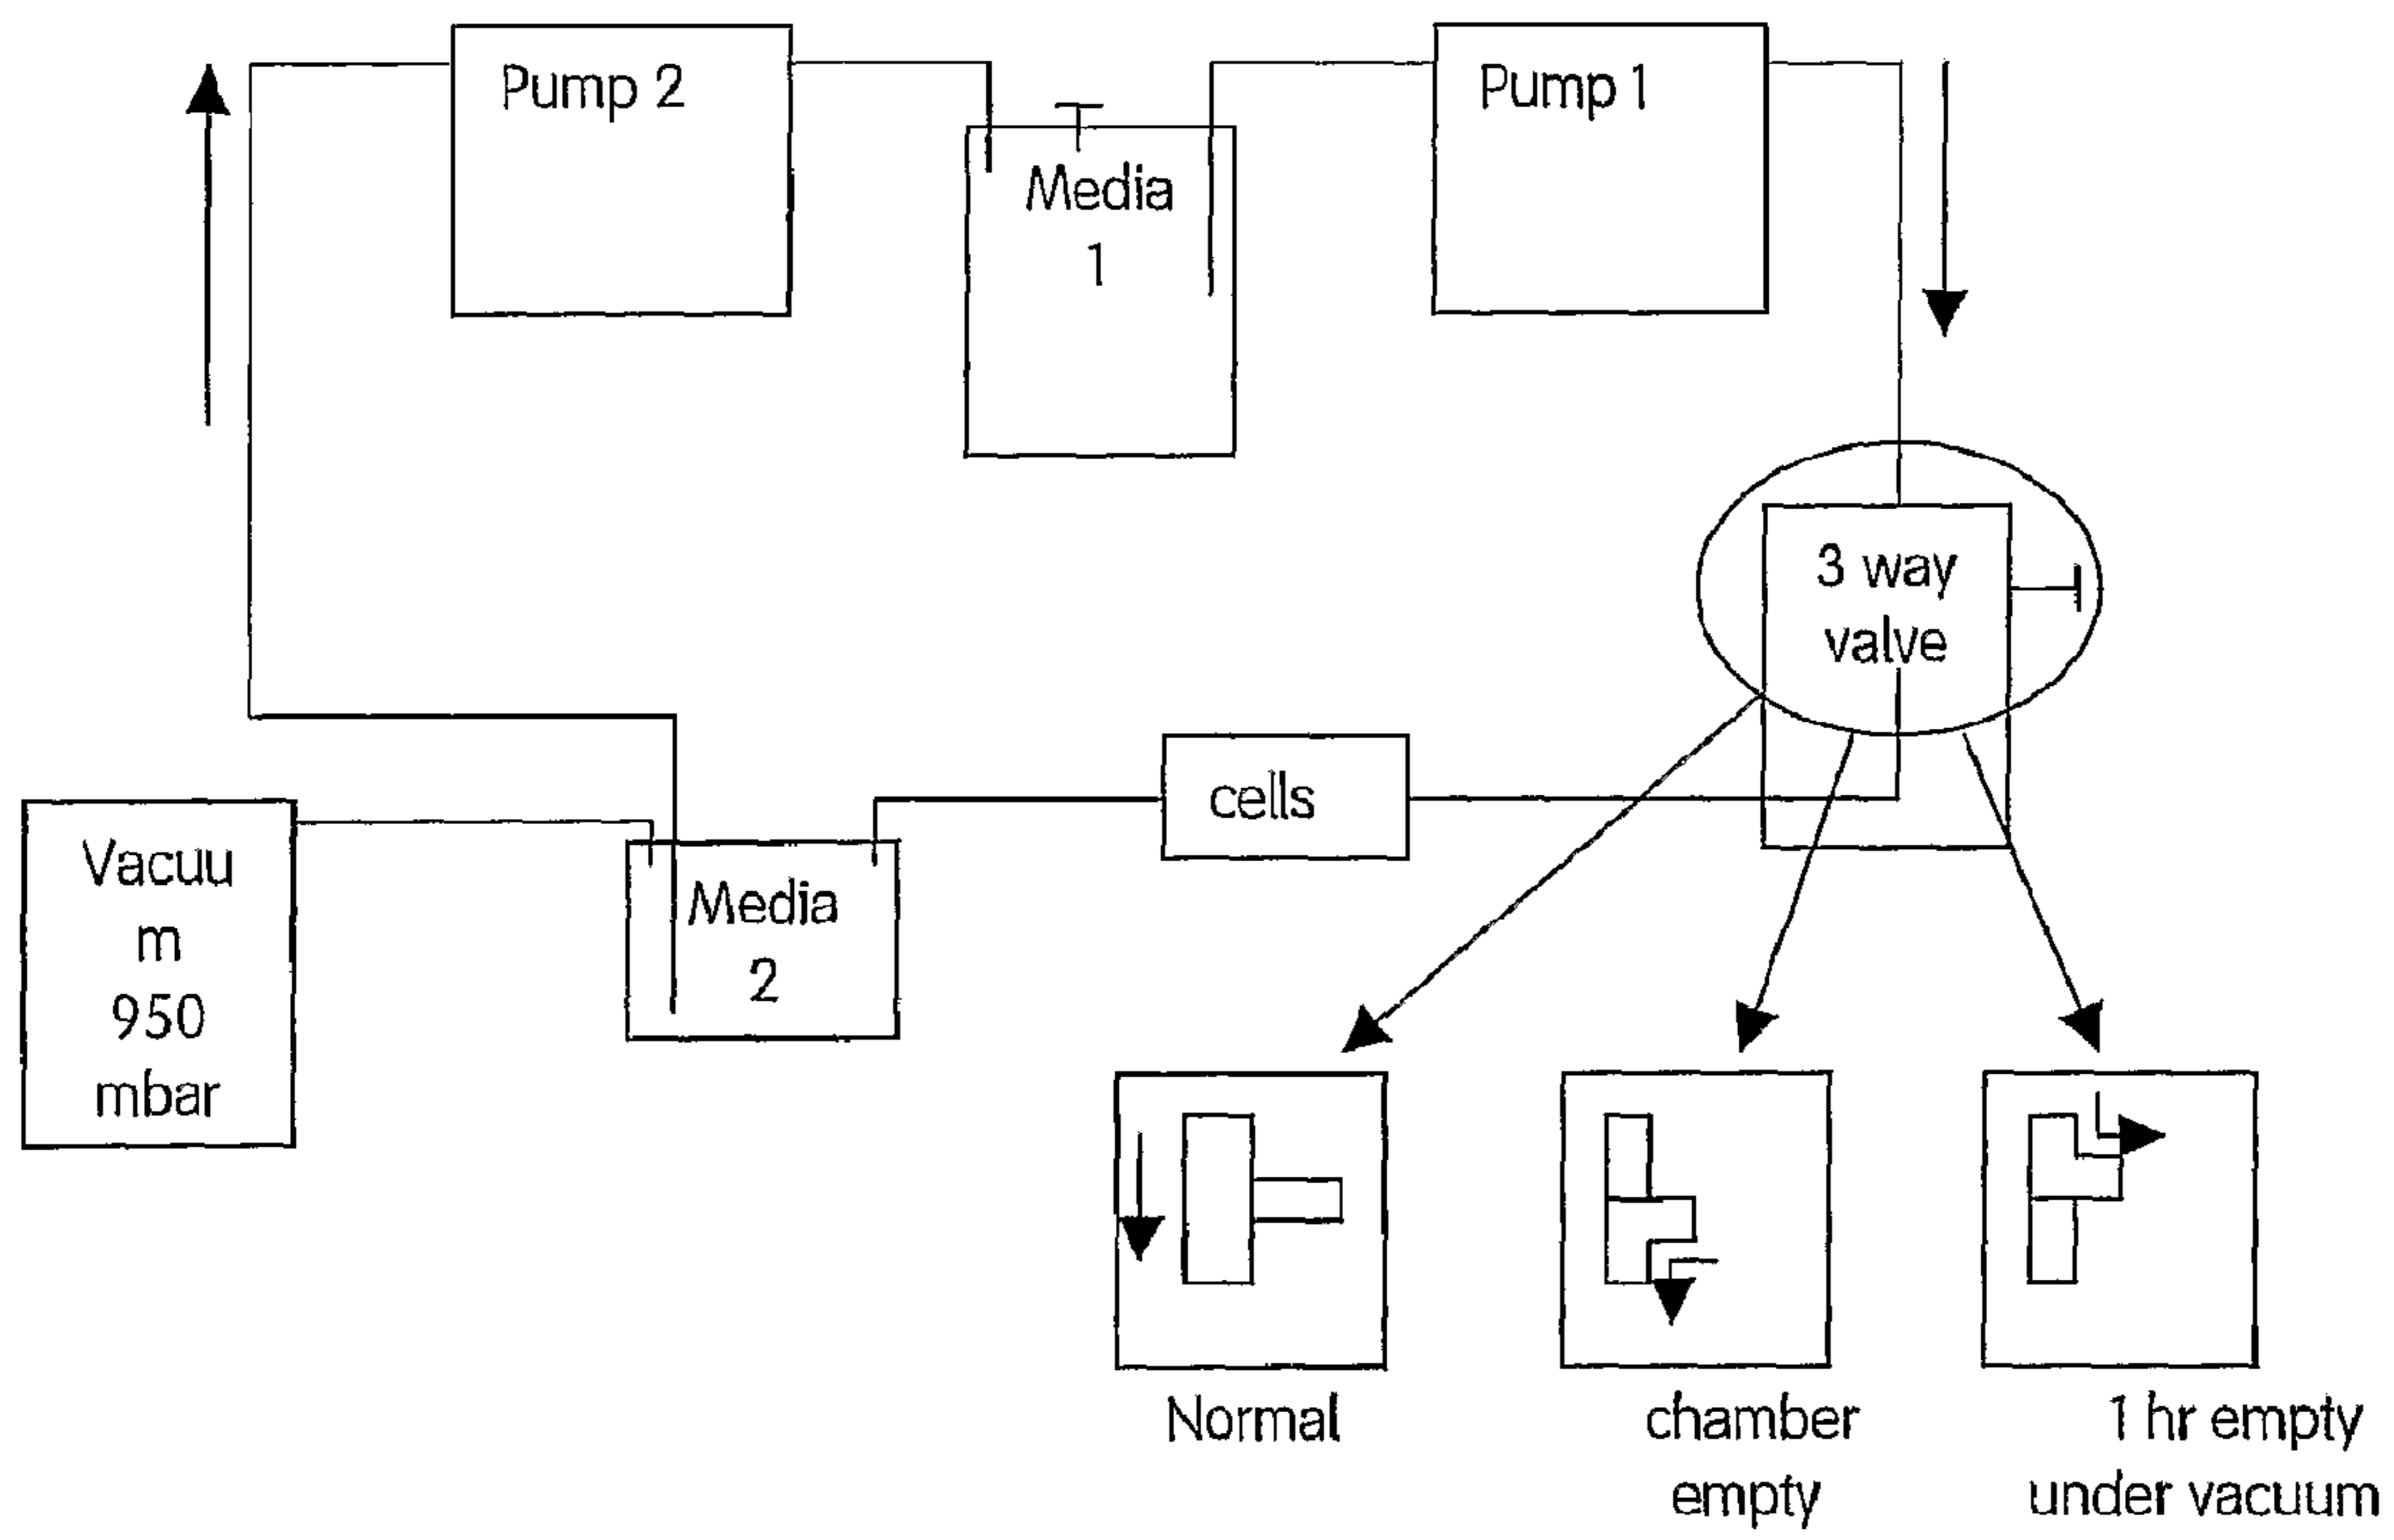 Pump 2
Pump 1
Media
1
3 way
valve
cells
Vacuu
m
950
mbar
Media
2
Normal
chamber
empty
1 hr empty
under vacuum